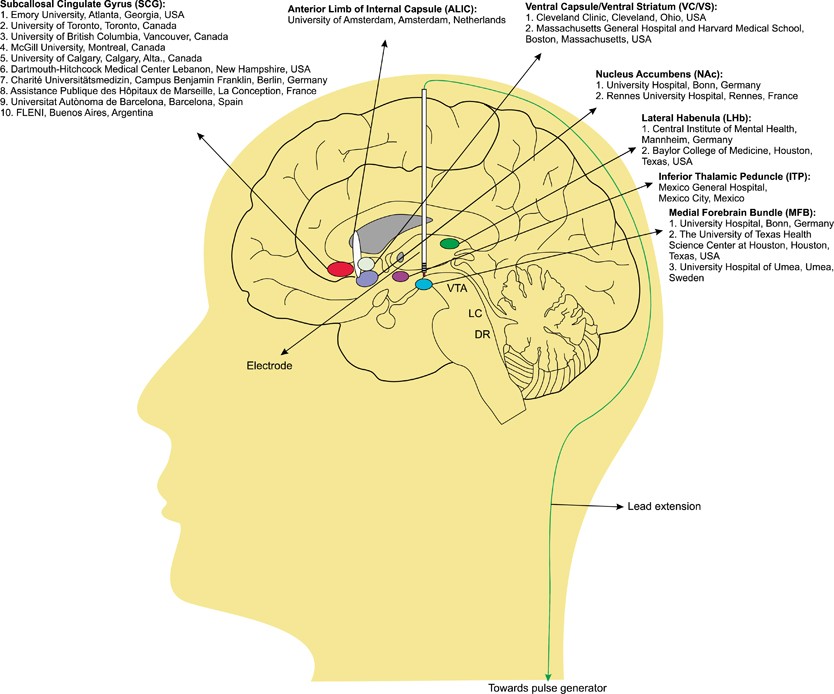 Subcallosal Cingulate Gyrus (SCG):
1. Emory University, Atlanta, Georgia, USA
2. University of Toronto, Toronto, Canada
3. University of British Columbia, Vancouver, Canada
4. McGill University, Montreal, Canada
5. University of Calgary, Calgary, Alta., Canada
6. Dartmouth-Hitchcock Medical Center Lebanon, New Hampshire, USA
7. Charité Universitätsmedizin, Campus Benjamin Franklin, Berlin, Germany
8. Assistance Publique des Hôpitaux de Marseille, La Conception, France
9. Universitat Autònoma de Barcelona, Barcelona, Spain
10. FLENI, Buenos Aires, Argentina
Anterior Limb of Internal Capsule (ALIC):
University of Amsterdam, Amsterdam, Netherlands
Ventral Capsule/Ventral Striatum (VC/VS):
1. Cleveland Clinic, Cleveland, Ohio, USA
2. Massachusetts General Hospital and Harvard Medical School,
Boston, Massachusetts, USA
Nucleus Accumbens (NAc):
1. University Hospital, Bonn, Germany
2. Rennes University Hospital, Rennes, France
Lateral Habenula (LHb):
1. Central Institute of Mental Health,
Mannheim, Germany
2. Baylor College of Medicine, Houston,
Texas, USA
Inferior Thalamic Peduncle (ITP):
Mexico General Hospital,
Mexico City, Mexico
Medial Forebrain Bundle (MFB):
1. University Hospital, Bonn, Germany
2. The University of Texas Health
Science Center at Houston, Houston,
Texas, USA
3. University Hospital of Umea, Umea,
Sweden
VTA
LC
DR
Electrode
Lead extension
Towards pulse generator